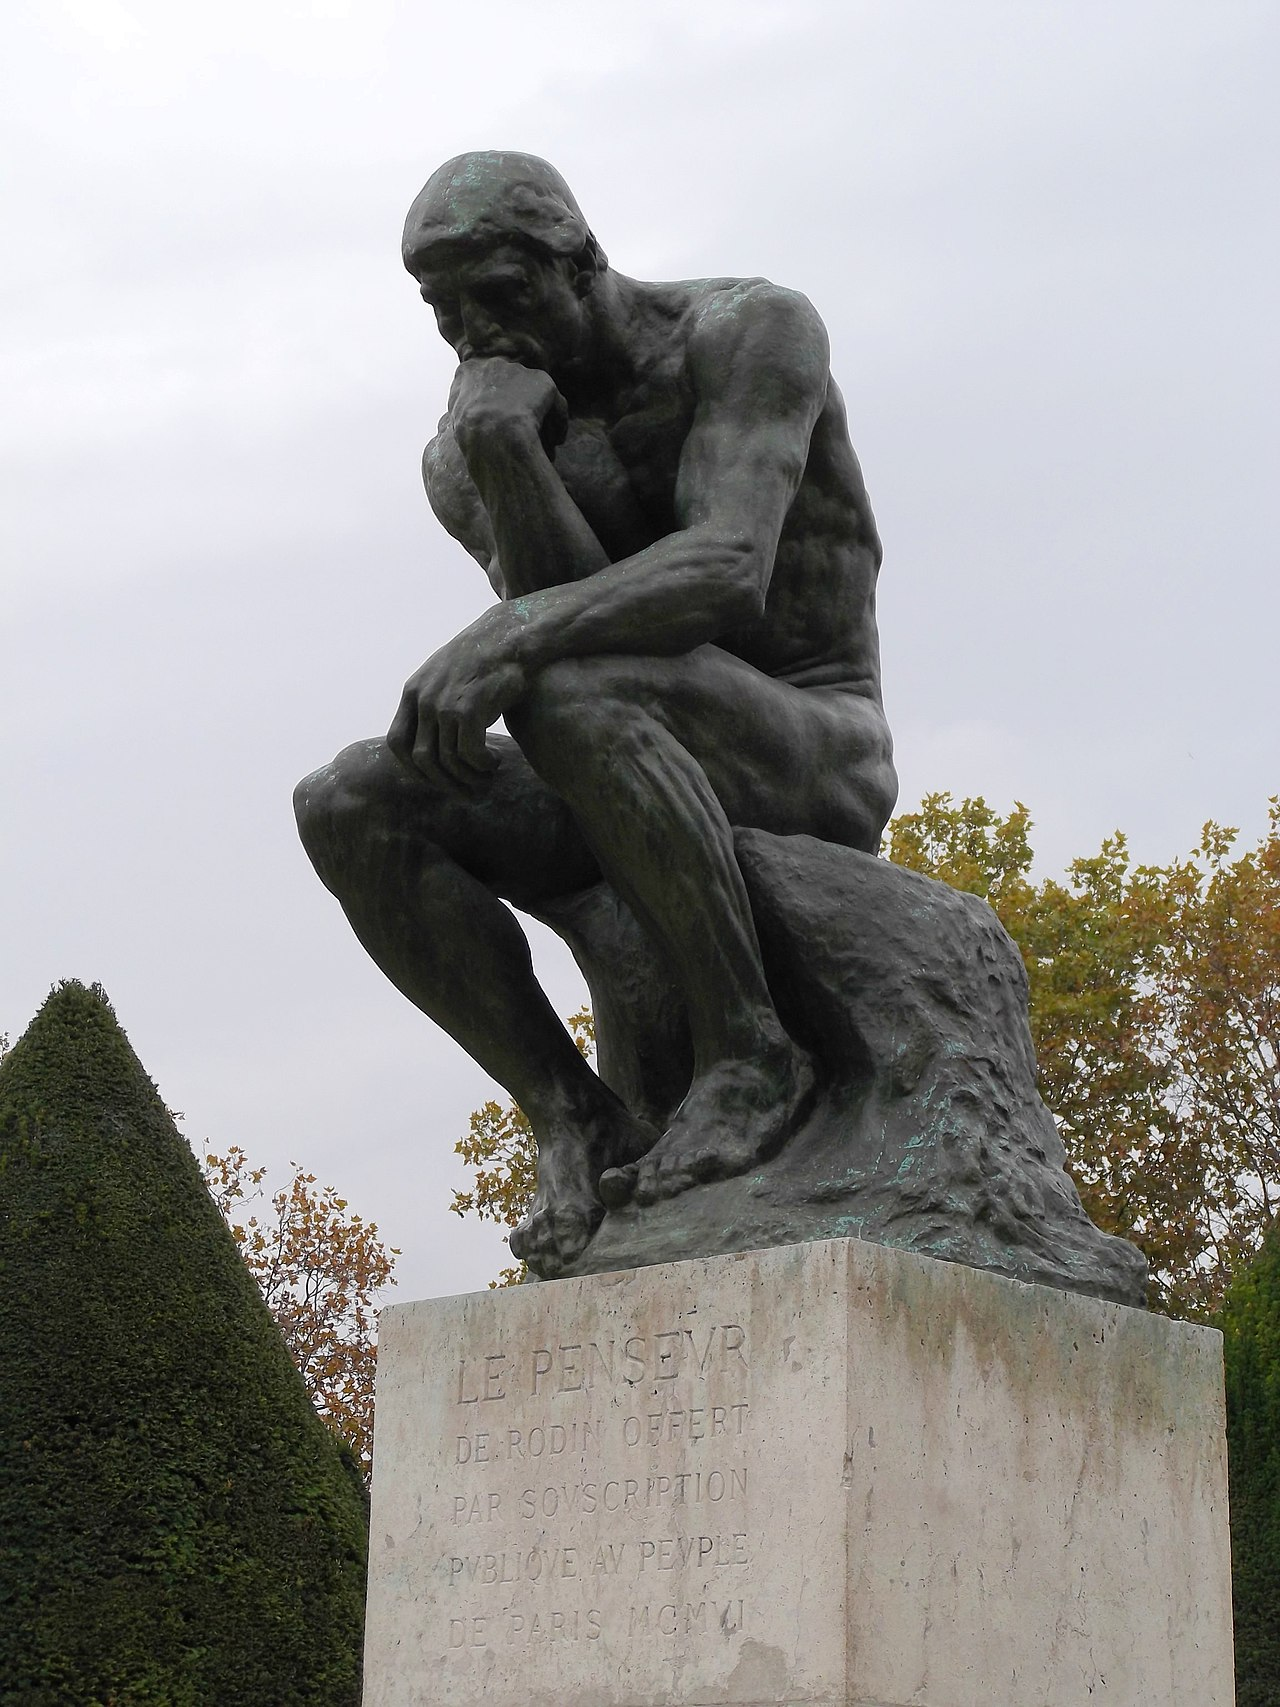 LE PENSEVR
DE RODIN OFFERT
PAR SOVSCRIPTION
PVBLIQVE AV PEVPLE
DE PARIS MCMVI